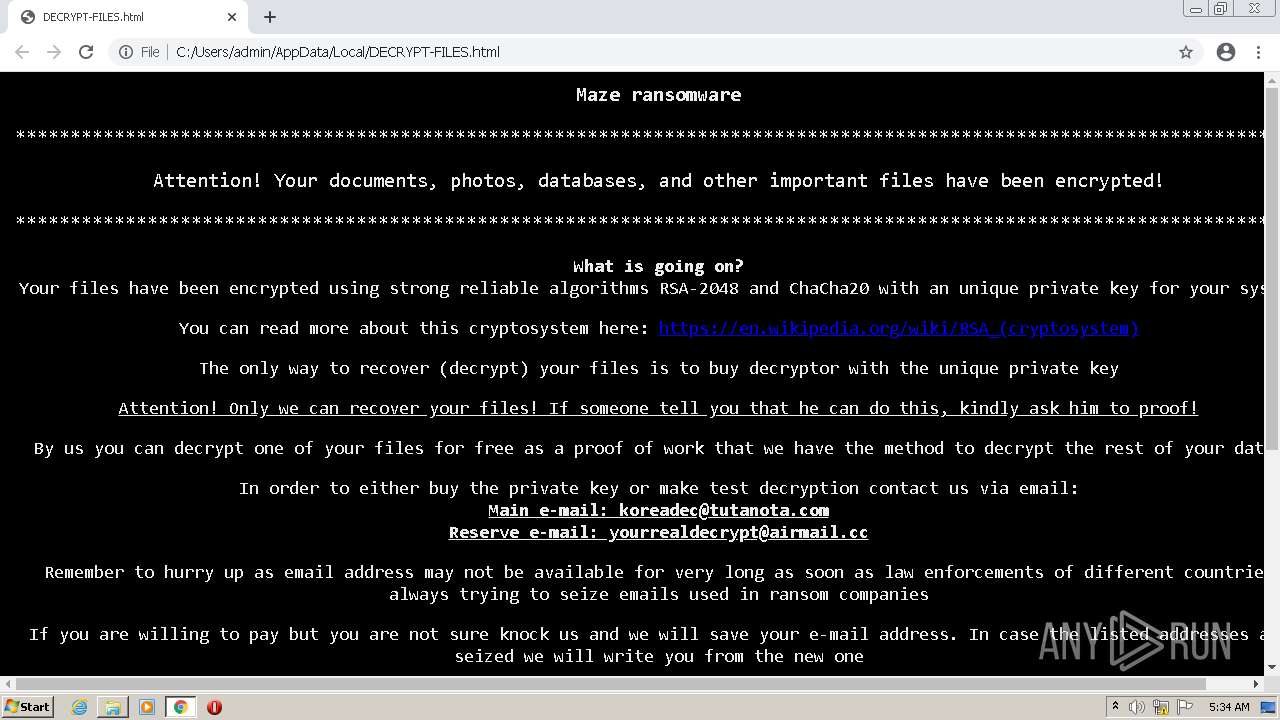 DECRYPT-FILES.html
File | C:/Users/admin/AppData/Local/DECRYPT-FILES.html
Maze ransomware
*****************************************************************************************************************************
Attention! Your documents, photos, databases, and other important files have been encrypted!
*****************************************************************************************************************************
What is going on?
Your files have been encrypted using strong reliable algorithms RSA-2048 and ChaCha20 with an unique private key for your sys
You can read more about this cryptosystem here: https://en.wikipedia.org/wiki/RSA_(cryptosystem)
The only way to recover (decrypt) your files is to buy decryptor with the unique private key
Attention! Only we can recover your files! If someone tell you that he can do this, kindly ask him to proof!
By us you can decrypt one of your files for free as a proof of work that we have the method to decrypt the rest of your dat
In order to either buy the private key or make test decryption contact us via email:
Main e-mail: koreadec@tutanota.com
Reserve e-mail: yourrealdecrypt@airmail.cc
Remember to hurry up as email address may not be available for very long as soon as law enforcements of different countrie
always trying to seize emails used in ransom companies
If you are willing to pay but you are not sure knock us and we will save your e-mail address. In case the listed addresses a
seized we will write you from the new one
ANY RUN
Start
5:34 AM